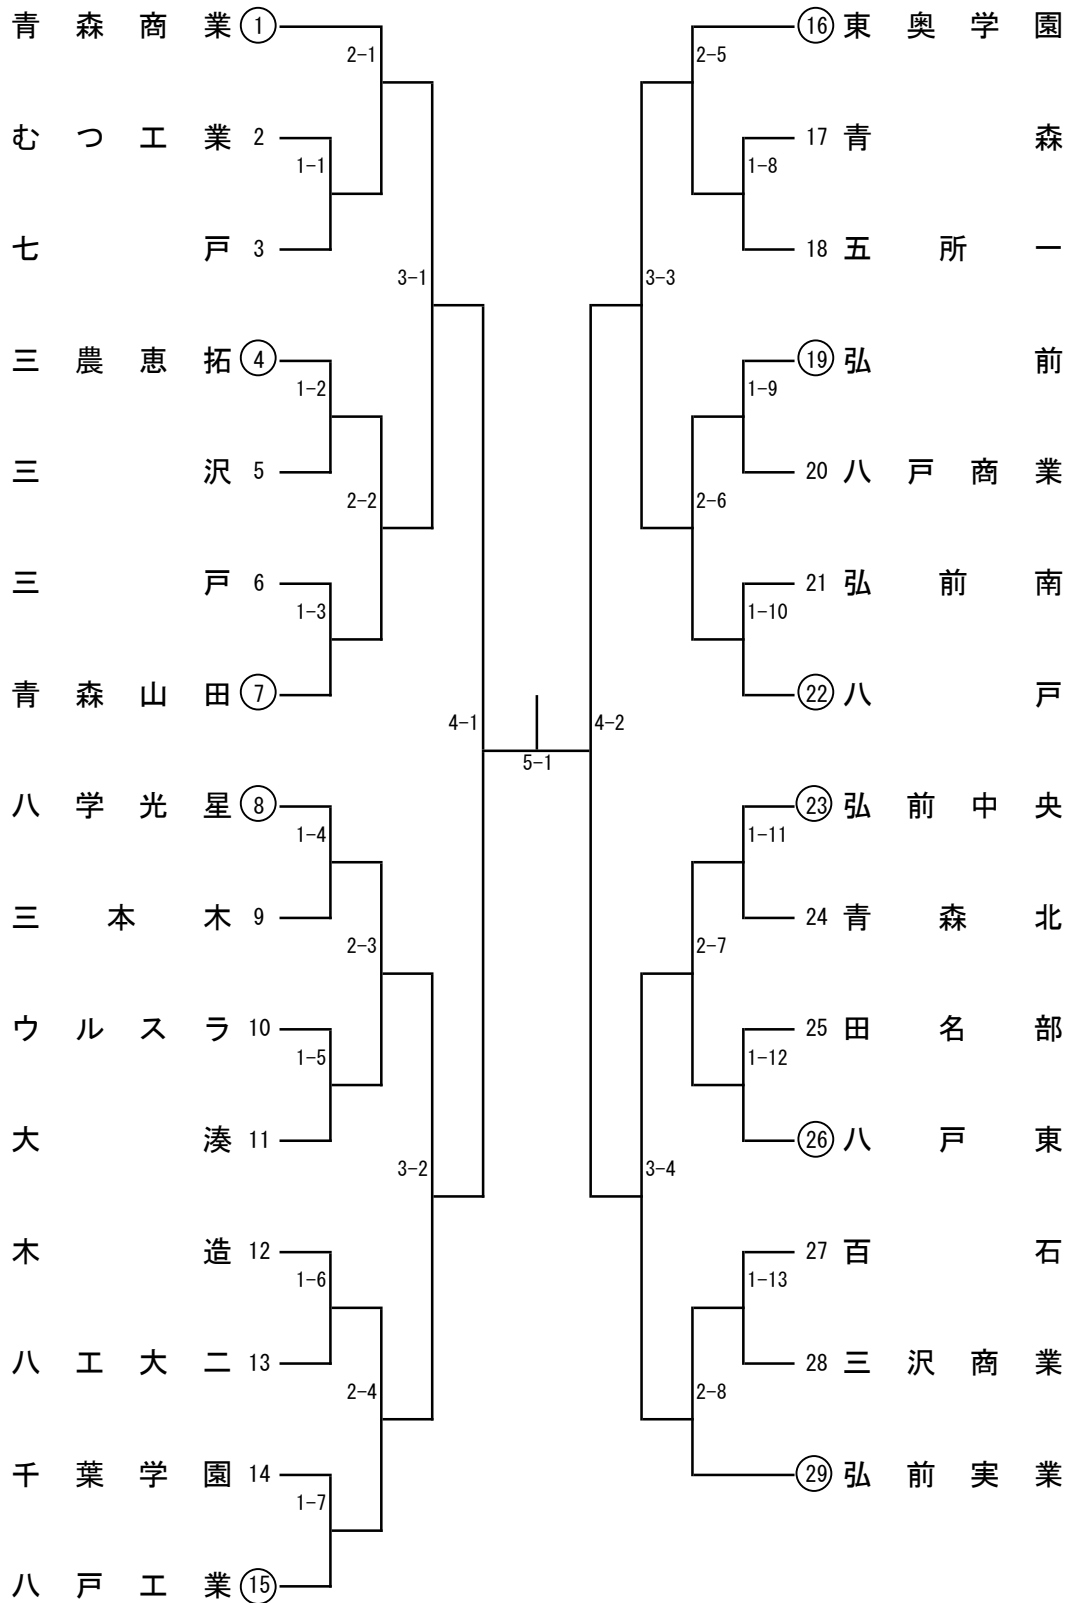 青森商業 ① 2-1
むつ工業 2 1-1
七戸 3
3-1
三農恵拓 ④ 1-2
三沢 5
2-2
三戸 6 1-3
青森山田 ⑦
4-1
八学光星 ⑧ 1-4
三本木 9
2-3
ウルスラ 10 1-5
大湊 11
3-2
木造 12 1-6
八工大二 13
2-4
千葉学園 14 1-7
八戸工業 ⑮
5-1
2-5 ⑯ 東奥学園
1-8 17 青森
18 五所一
3-3
1-9 ⑲ 弘前
20 八戸商業
2-6
1-10 21 弘前南
㉒ 八戸
4-2
1-11 ㉓ 弘前中央
24 青森北
2-7
1-12 25 田名部
㉖ 八戸東
3-4
1-13 27 百石
28 三沢商業
2-8
㉙ 弘前実業